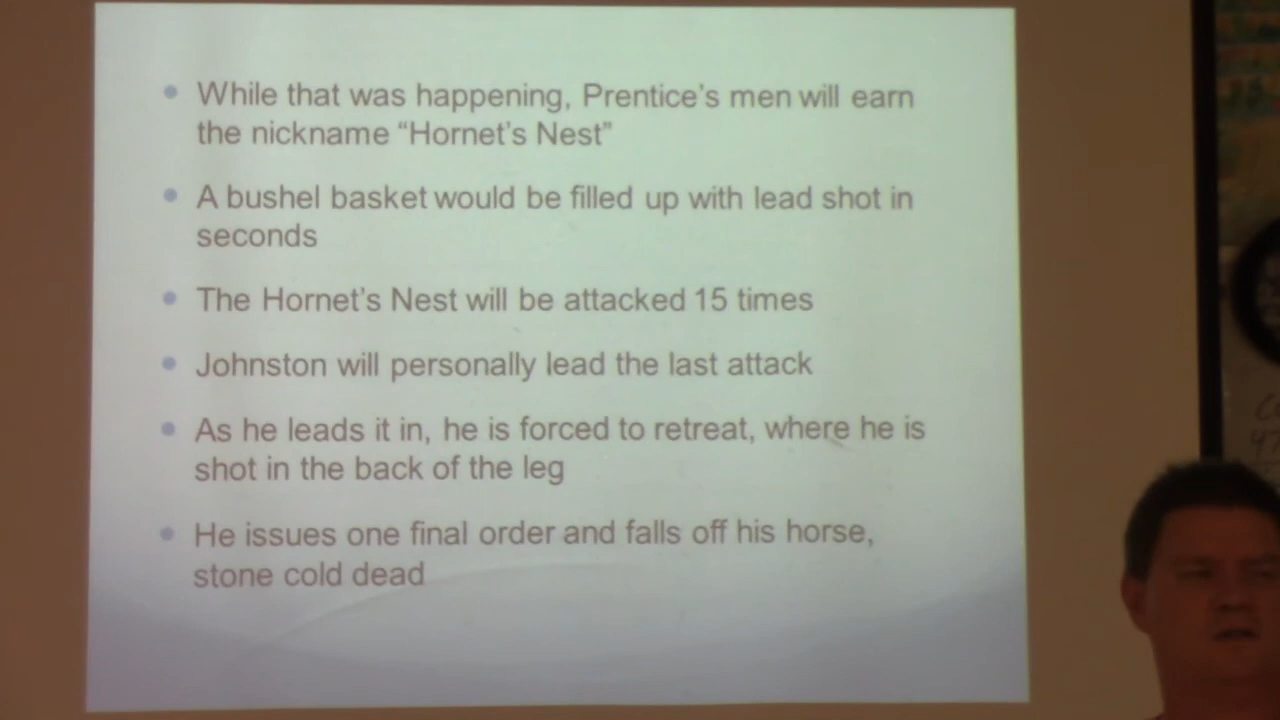 While that was happening, Prentice's men will earn
the nickname “Hornet's Nest”
A bushel basket would be filled up with lead shot in
seconds
The Hornet's Nest will be attacked 15 times
Johnston will personally lead the last attack
As he leads it in, he is forced to retreat, where he is
shot in the back of the leg
He issues one final order and falls off his horse,
stone cold dead